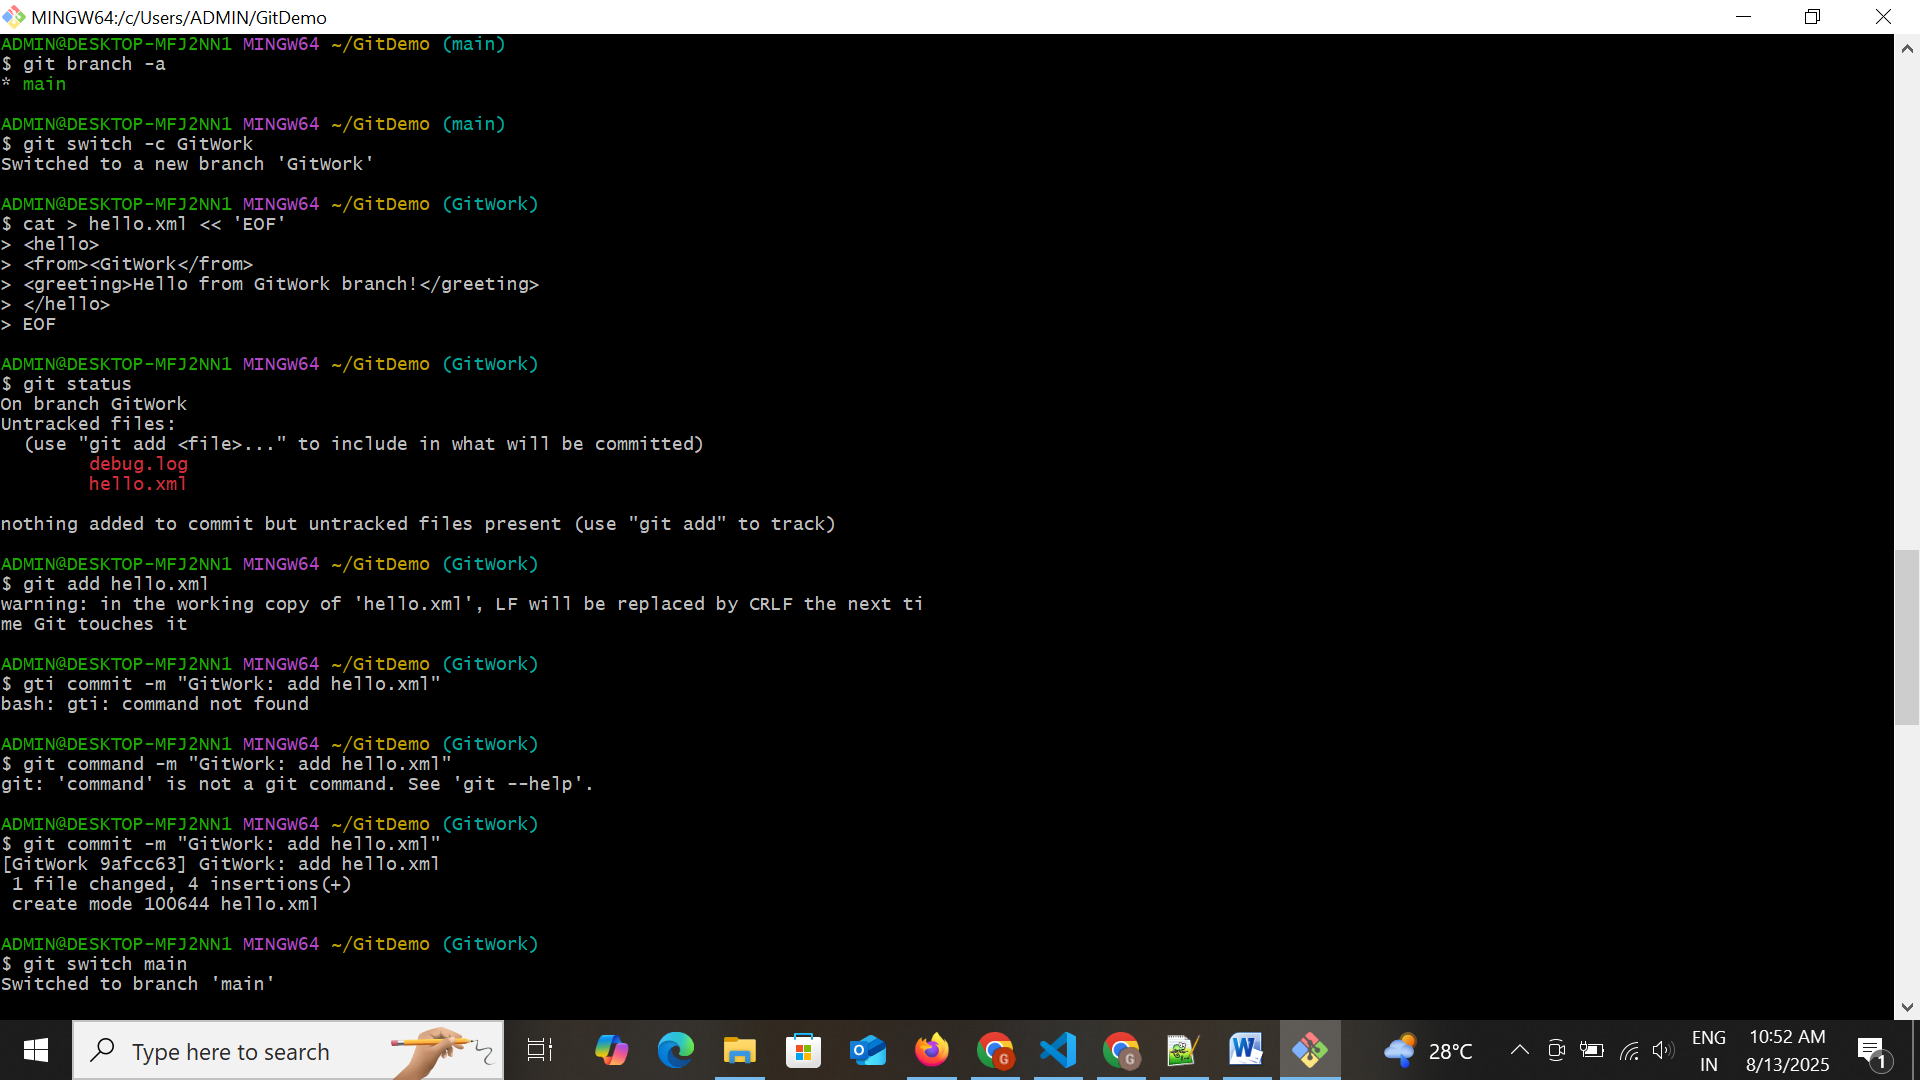 MINGW64:/c/Users/ADMIN/GitDemo
ADMIN@DESKTOP-MFJ2NN1 MINGW64 ~/GitDemo (main)
$ git branch -a
* main
ADMIN@DESKTOP-MFJ2NN1 MINGW64 ~/GitDemo (main)
$ git switch -c GitWork
Switched to a new branch 'GitWork'
ADMIN@DESKTOP-MFJ2NN1 MINGW64 ~/GitDemo (GitWork)
$ cat > hello.xml << 'EOF'
> <hello>
> <from><GitWork</from>
> <greeting>Hello from GitWork branch!</greeting>
> </hello>
> EOF
ADMIN@DESKTOP-MFJ2NN1 MINGW64 ~/GitDemo (GitWork)
$ git status
On branch GitWork
Untracked files:
  (use "git add <file>..." to include in what will be committed)
        debug.log
        hello.xml
nothing added to commit but untracked files present (use "git add" to track)
ADMIN@DESKTOP-MFJ2NN1 MINGW64 ~/GitDemo (GitWork)
$ git add hello.xml
warning: in the working copy of 'hello.xml', LF will be replaced by CRLF the next ti
me Git touches it
ADMIN@DESKTOP-MFJ2NN1 MINGW64 ~/GitDemo (GitWork)
$ gti commit -m "GitWork: add hello.xml"
bash: gti: command not found
ADMIN@DESKTOP-MFJ2NN1 MINGW64 ~/GitDemo (GitWork)
$ git command -m "GitWork: add hello.xml"
git: 'command' is not a git command. See 'git --help'.
ADMIN@DESKTOP-MFJ2NN1 MINGW64 ~/GitDemo (GitWork)
$ git commit -m "GitWork: add hello.xml"
[GitWork 9afcc63] GitWork: add hello.xml
 1 file changed, 4 insertions(+)
 create mode 100644 hello.xml
ADMIN@DESKTOP-MFJ2NN1 MINGW64 ~/GitDemo (GitWork)
$ git switch main
Switched to branch 'main'
Type here to search
28°C
ENG
IN
10:52 AM
8/13/2025
1